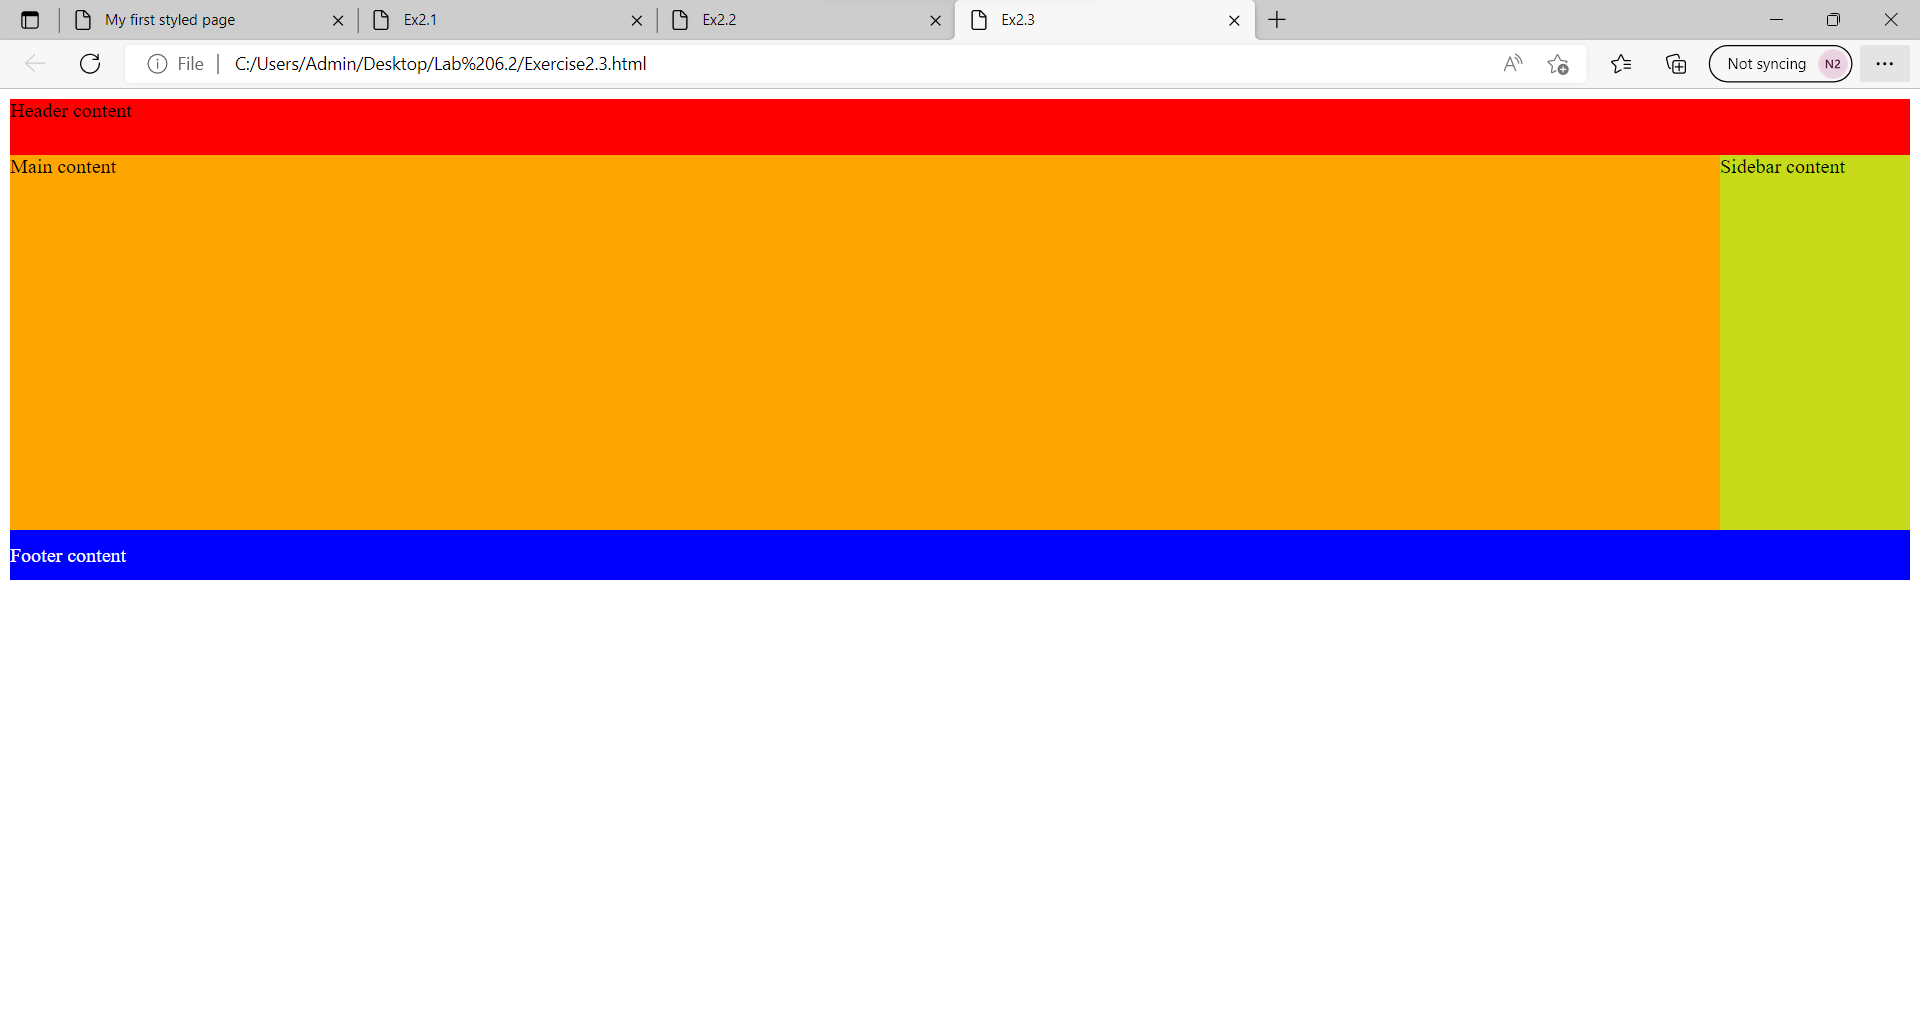 My first styled page
Ex2.1
Ex2.2
Ex2.3
File
C:/Users/Admin/Desktop/Lab%206.2/Exercise2.3.html
A
Not syncing
N2
Header content
Main content
Sidebar content
Footer content